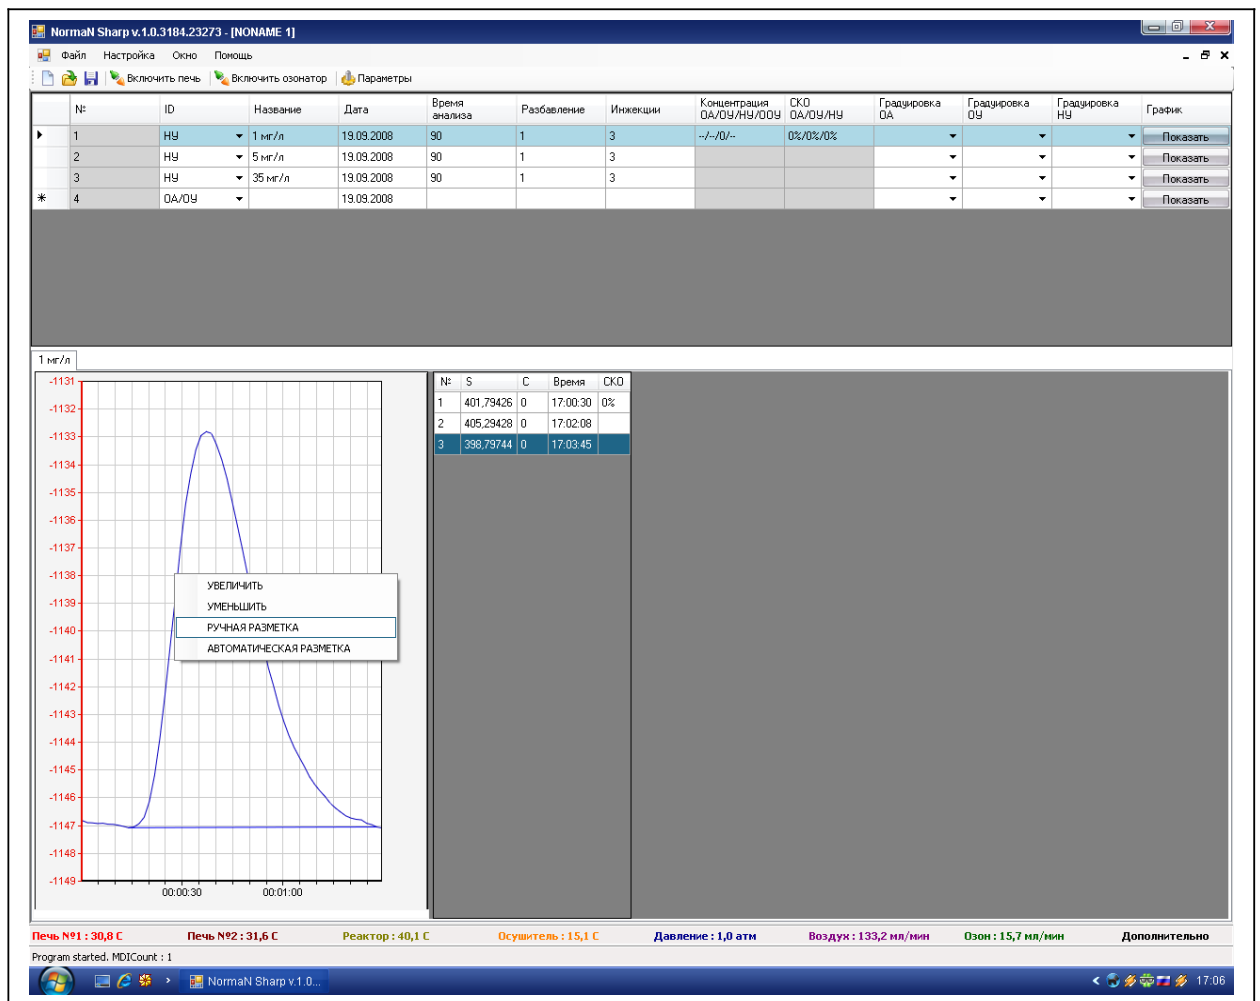 NormaN Sharp v.1.0.3184.23273 - [NONAME 1]
Файл Настройка Окно Помощь
Включить печь Включить озонатор Параметры
№ ID Название Дата Время анализа Разбавление Инжекции Концентрация ОА/ОУ/НУ/ООУ СКО ОА/ОУ/НУ Градуировка ОА Градуировка ОУ Градуировка НУ График
1 НУ 1 мг/л 19.09.2008 90 1 3 --/--/0/-- 0%/0%/0% Показать
2 НУ 5 мг/л 19.09.2008 90 1 3 Показать
3 НУ 35 мг/л 19.09.2008 90 1 3 Показать
4 ОА/ОУ 19.09.2008 Показать
1 мг/л
-1131
-1132
-1133
-1134
-1135
-1136
-1137
-1138
-1139
-1140
-1141
-1142
-1143
-1144
-1145
-1146
-1147
-1148
-1149
00:00:30 00:01:00
УВЕЛИЧИТЬ
УМЕНЬШИТЬ
РУЧНАЯ РАЗМЕТКА
АВТОМАТИЧЕСКАЯ РАЗМЕТКА
№ S C Время СКО
1 401,79426 0 17:00:30 0%
2 405,29428 0 17:02:08
3 398,79744 0 17:03:45
Печь №1 : 30,8 С Печь №2 : 31,6 С Реактор : 40,1 С Осушитель : 15,1 С Давление : 1,0 атм Воздух : 133,2 мл/мин Озон : 15,7 мл/мин Дополнительно
Program started. MDICount : 1
NormaN Sharp v.1.0... 17:06